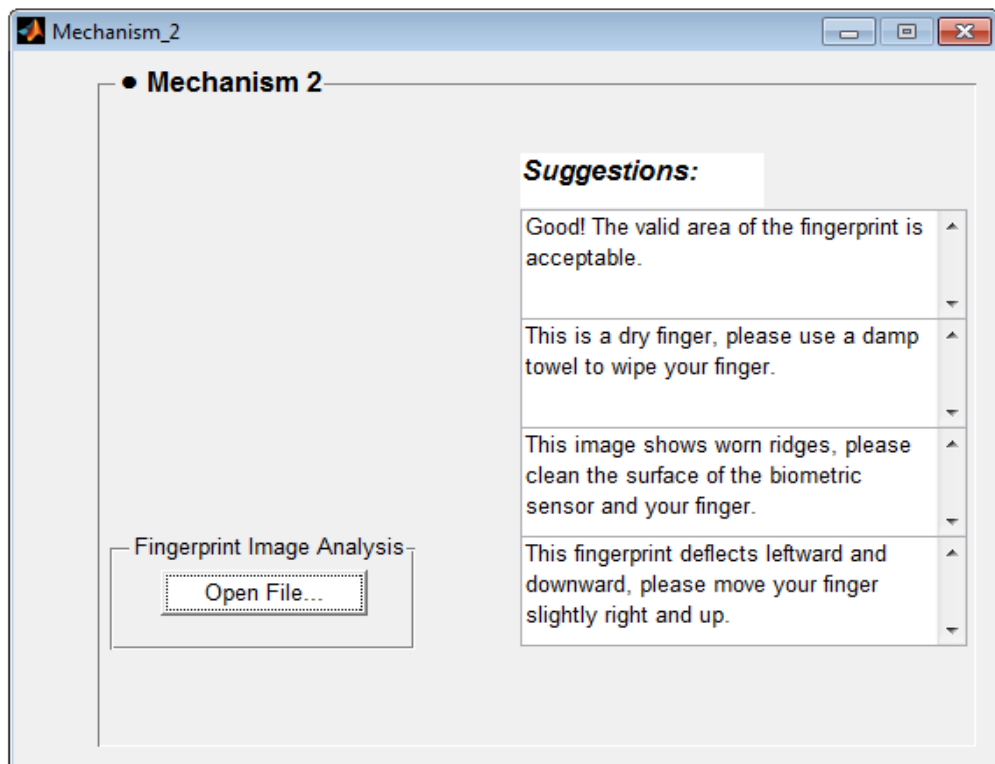 Mechanism_2
● Mechanism 2
Suggestions:
Good! The valid area of the fingerprint is
acceptable.
This is a dry finger, please use a damp
towel to wipe your finger.
This image shows worn ridges, please
clean the surface of the biometric
sensor and your finger.
This fingerprint deflects leftward and
downward, please move your finger
slightly right and up.
Fingerprint Image Analysis
Open File...